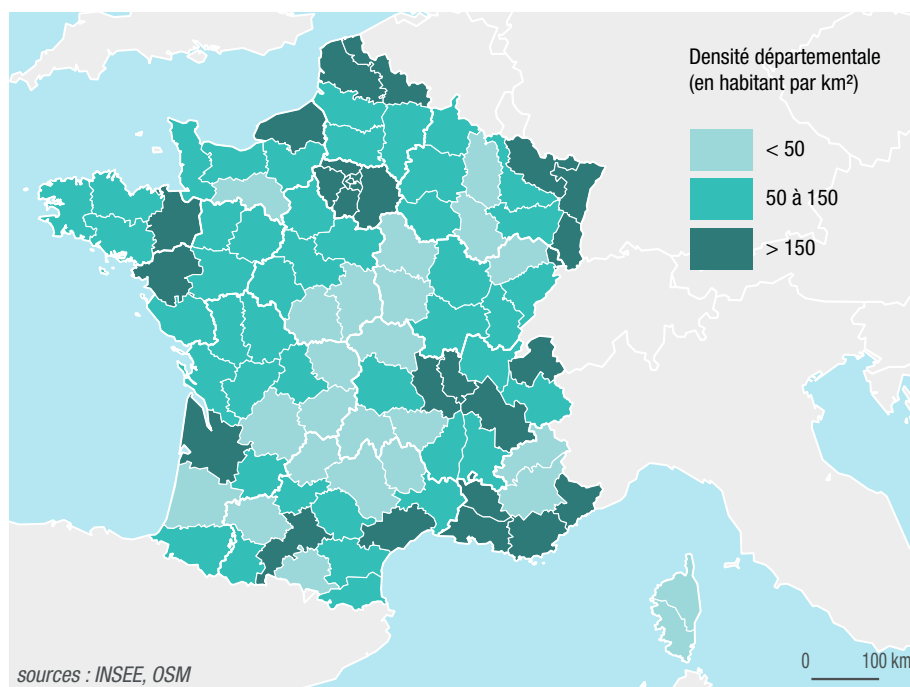 Densité départementale
(en habitant par km²)
< 50
50 à 150
> 150
sources : INSEE, OSM
0 100 km